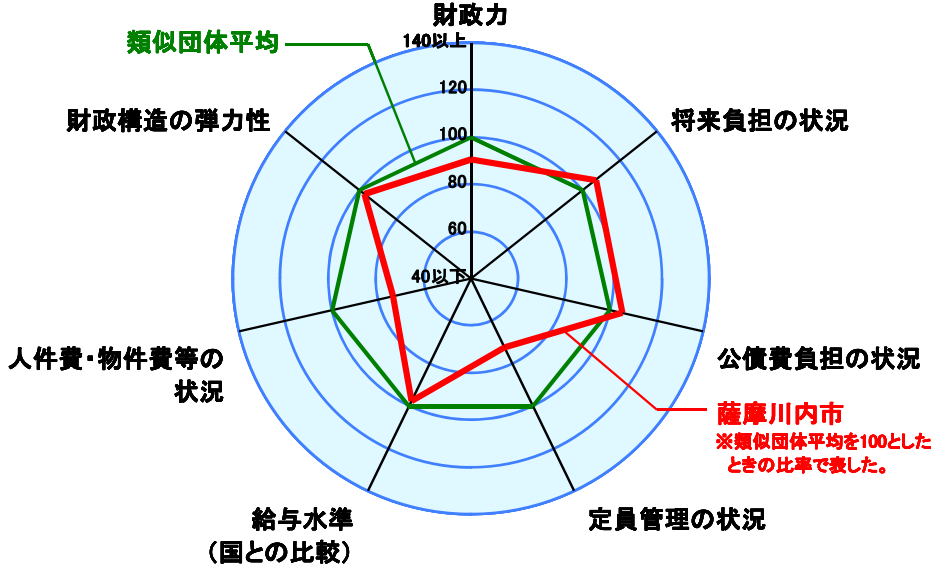 財政力
140以上
類似団体平均
120
財政構造の弾力性
将来負担の状況
100
80
60
40以下
人件費・物件費等の
状況
公債費負担の状況
薩摩川内市
※類似団体平均を100とした
ときの比率で表した。
給与水準
（国との比較）
定員管理の状況